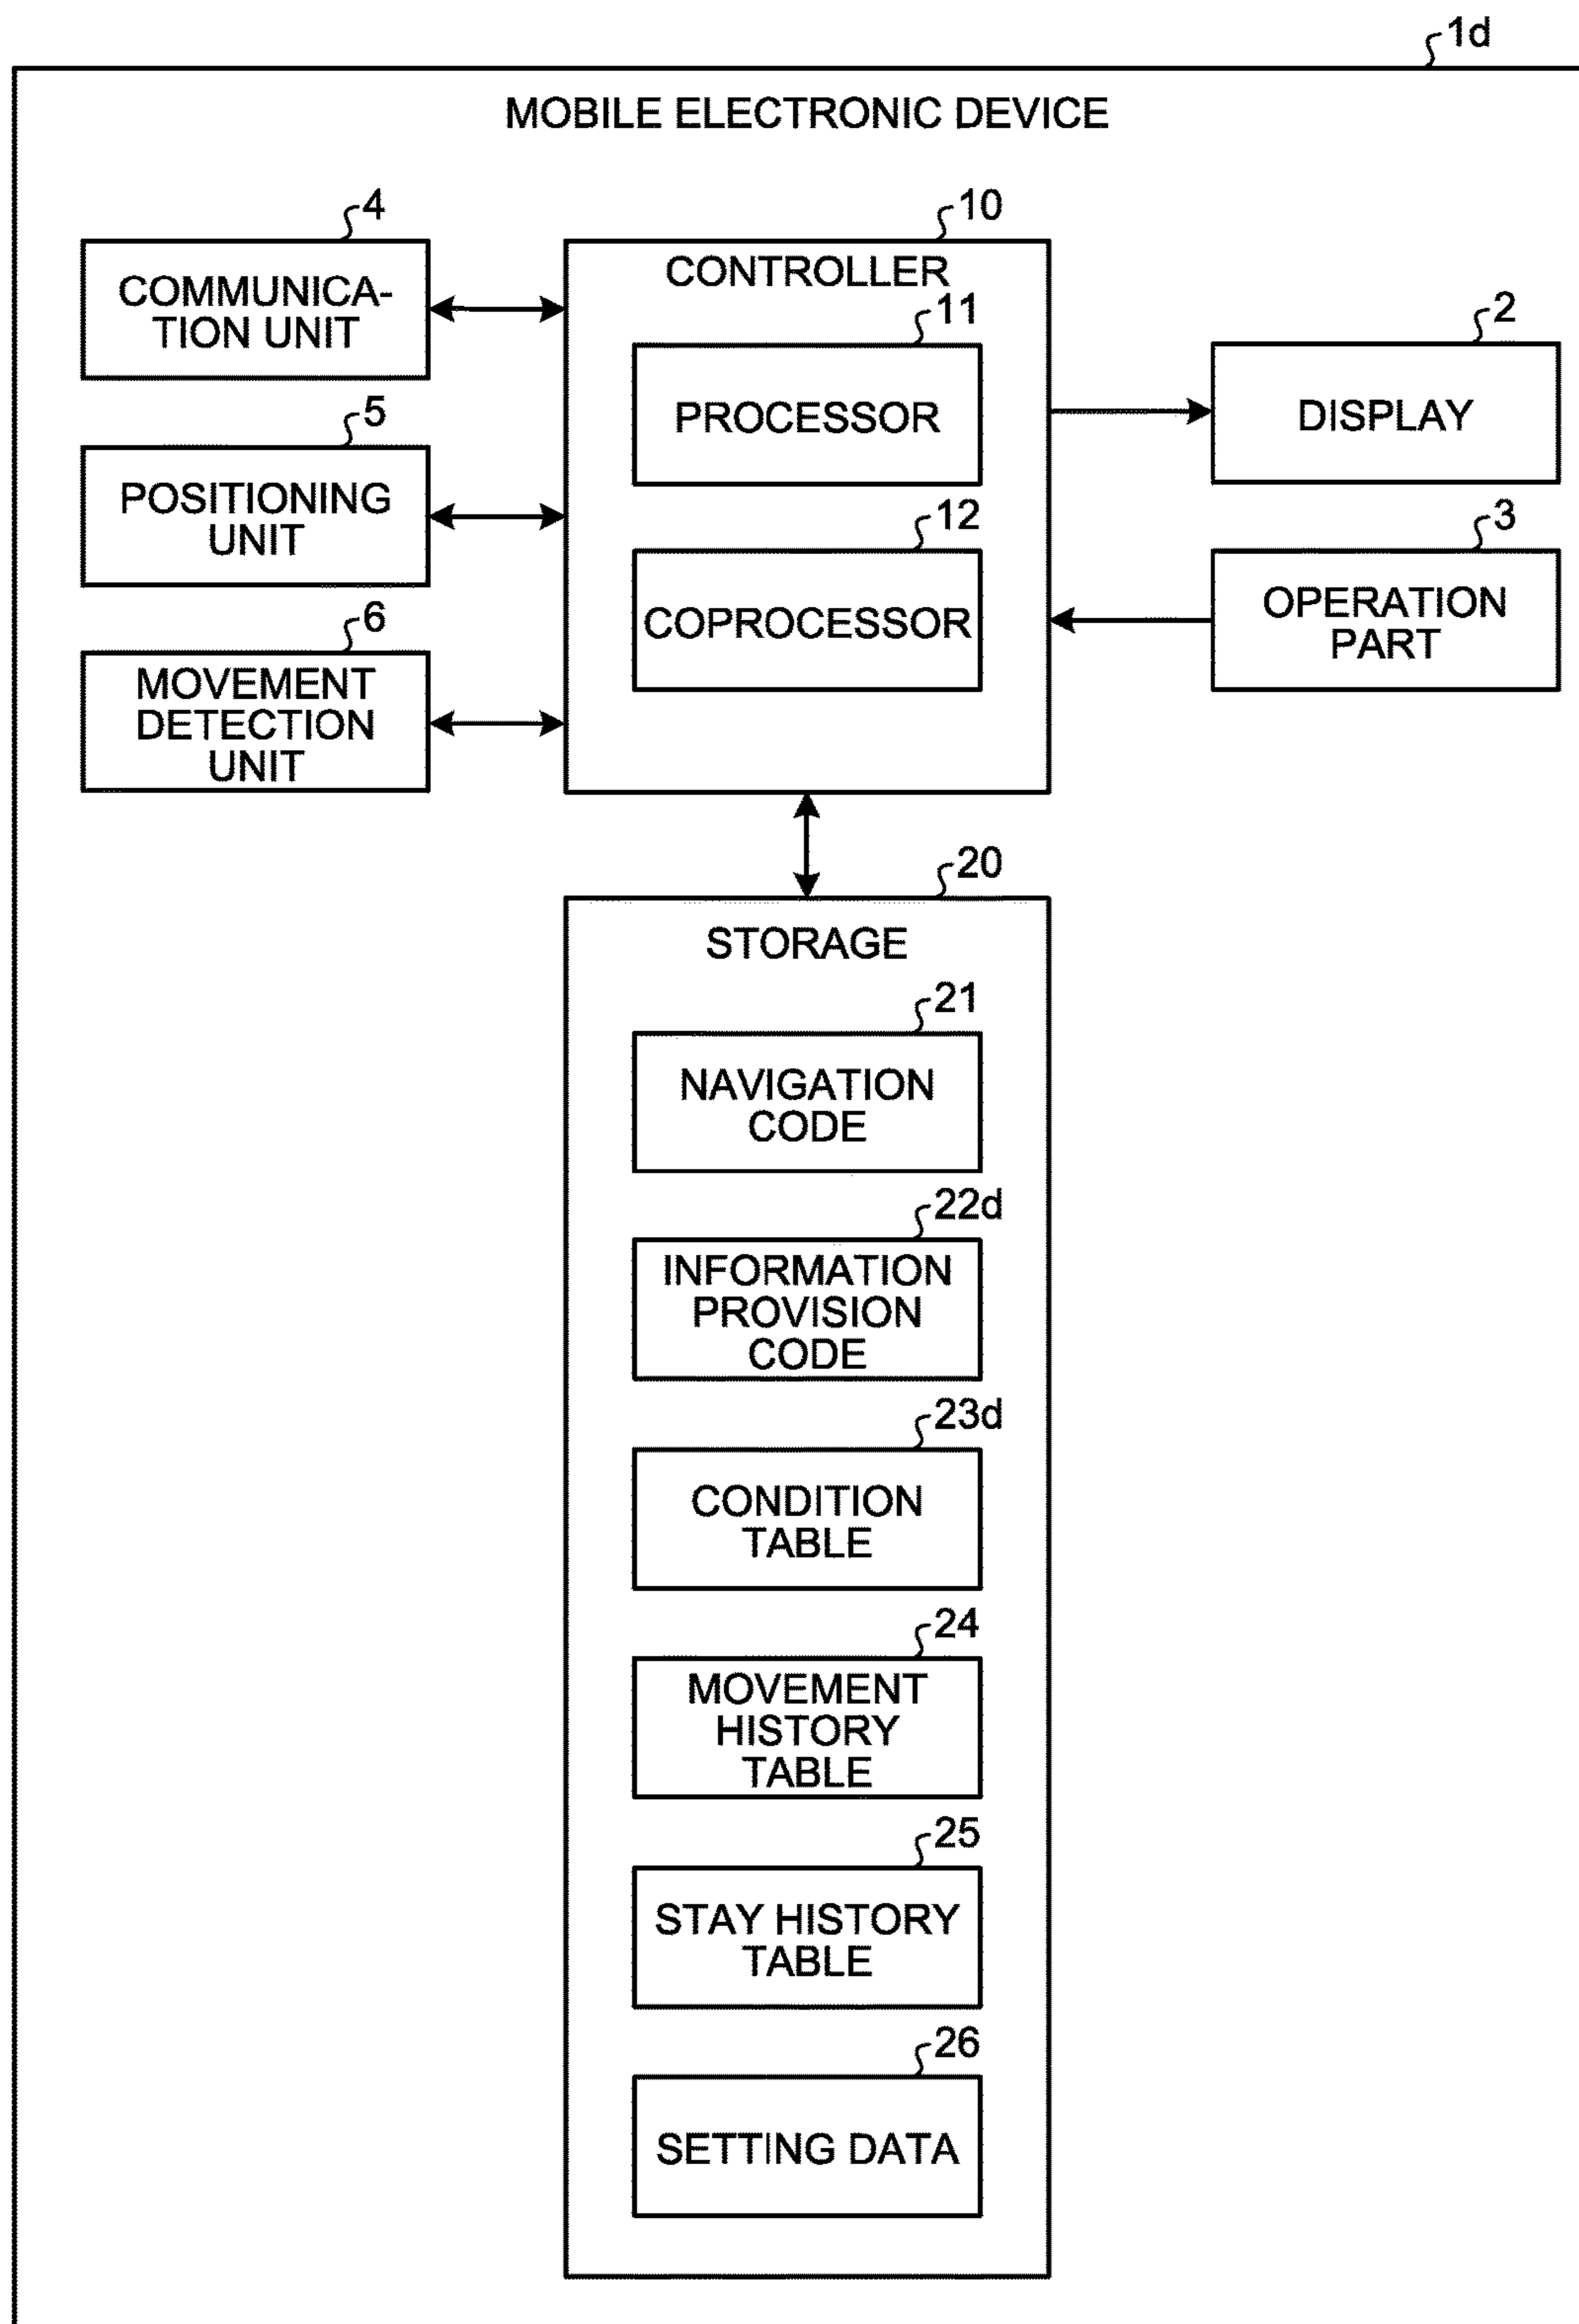 1d
MOBILE ELECTRONIC DEVICE
4
COMMUNICA-
TION UNIT
5
POSITIONING
UNIT
6
MOVEMENT
DETECTION
UNIT
10
CONTROLLER
11
PROCESSOR
12
COPROCESSOR
2
DISPLAY
3
OPERATION
PART
20
STORAGE
21
NAVIGATION
CODE
22d
INFORMATION
PROVISION
CODE
23d
CONDITION
TABLE
24
MOVEMENT
HISTORY
TABLE
25
STAY HISTORY
TABLE
26
SETTING DATA